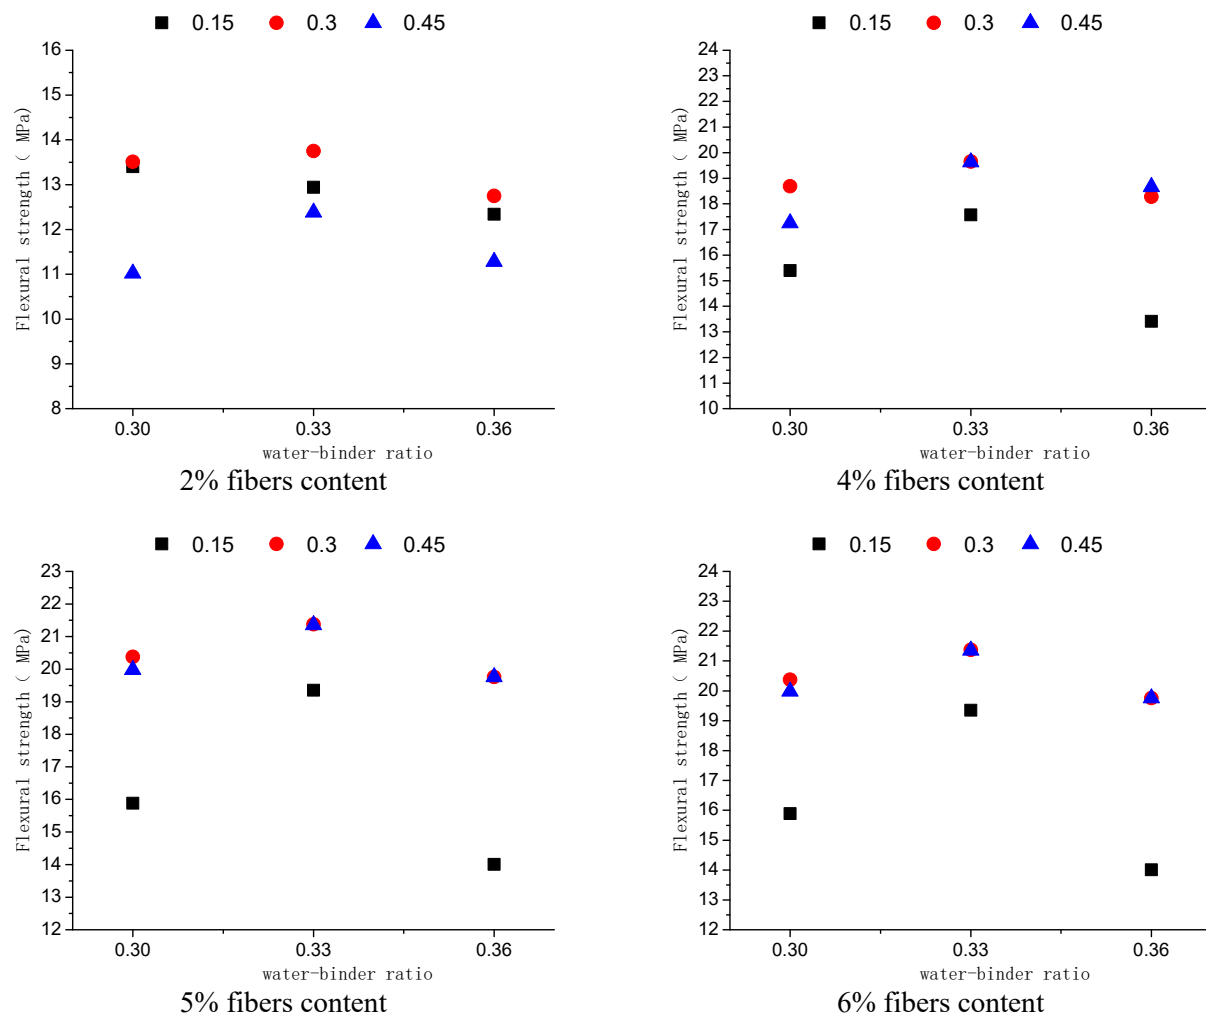 0.15 0.3 0.45
16
15
14
13
12
11
10
9
8
Flexural strength ( MPa)
0.30 0.33 0.36
water-binder ratio
2% fibers content
0.15 0.3 0.45
24
23
22
21
20
19
18
17
16
15
14
13
12
11
10
Flexural strength ( MPa)
0.30 0.33 0.36
water-binder ratio
4% fibers content
0.15 0.3 0.45
23
22
21
20
19
18
17
16
15
14
13
12
Flexural strength ( MPa)
0.30 0.33 0.36
water-binder ratio
5% fibers content
0.15 0.3 0.45
24
23
22
21
20
19
18
17
16
15
14
13
12
Flexural strength ( MPa)
0.30 0.33 0.36
water-binder ratio
6% fibers content